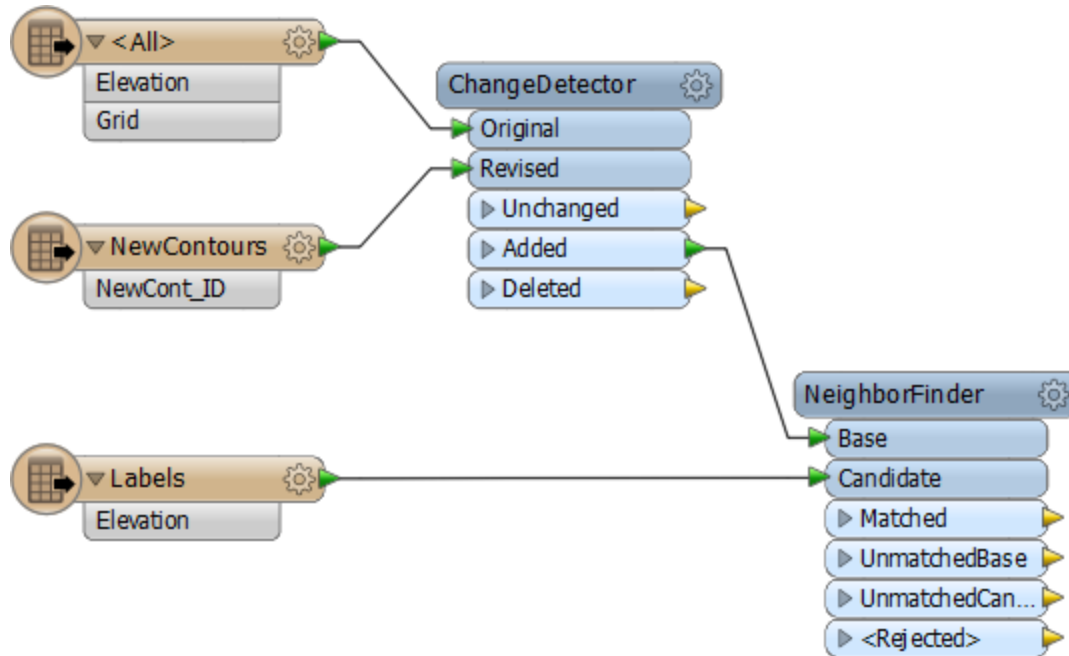 <All>
Elevation
Grid
NewContours
NewCont_ID
Labels
Elevation
ChangeDetector
Original
Revised
Unchanged
Added
Deleted
NeighborFinder
Base
Candidate
Matched
UnmatchedBase
UnmatchedCan...
<Rejected>